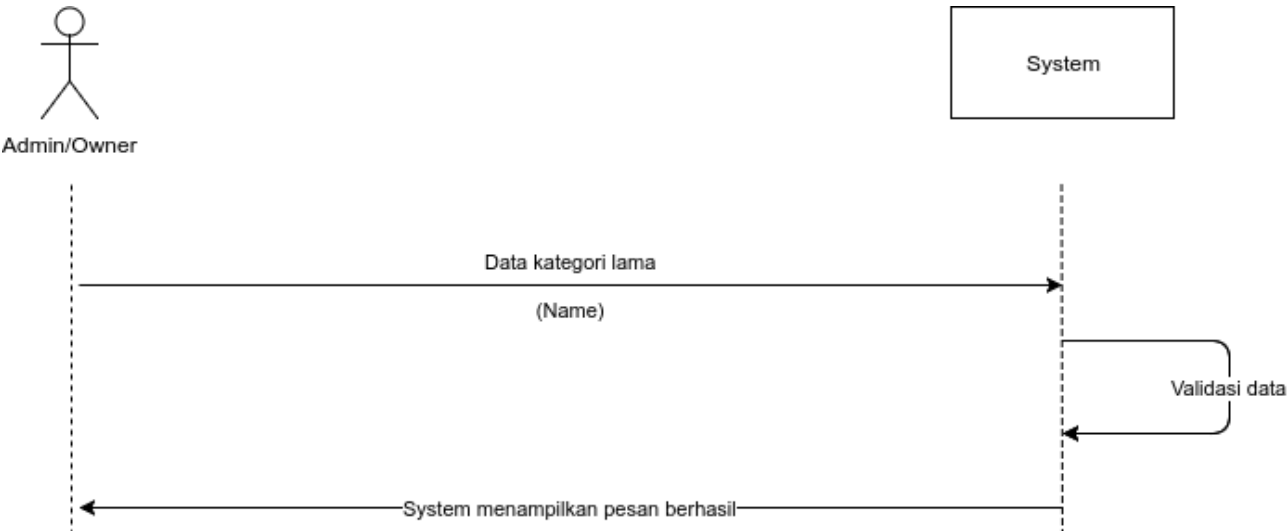 System
Admin/Owner
Data kategori lama
(Name)
Validasi data
System menampilkan pesan berhasil